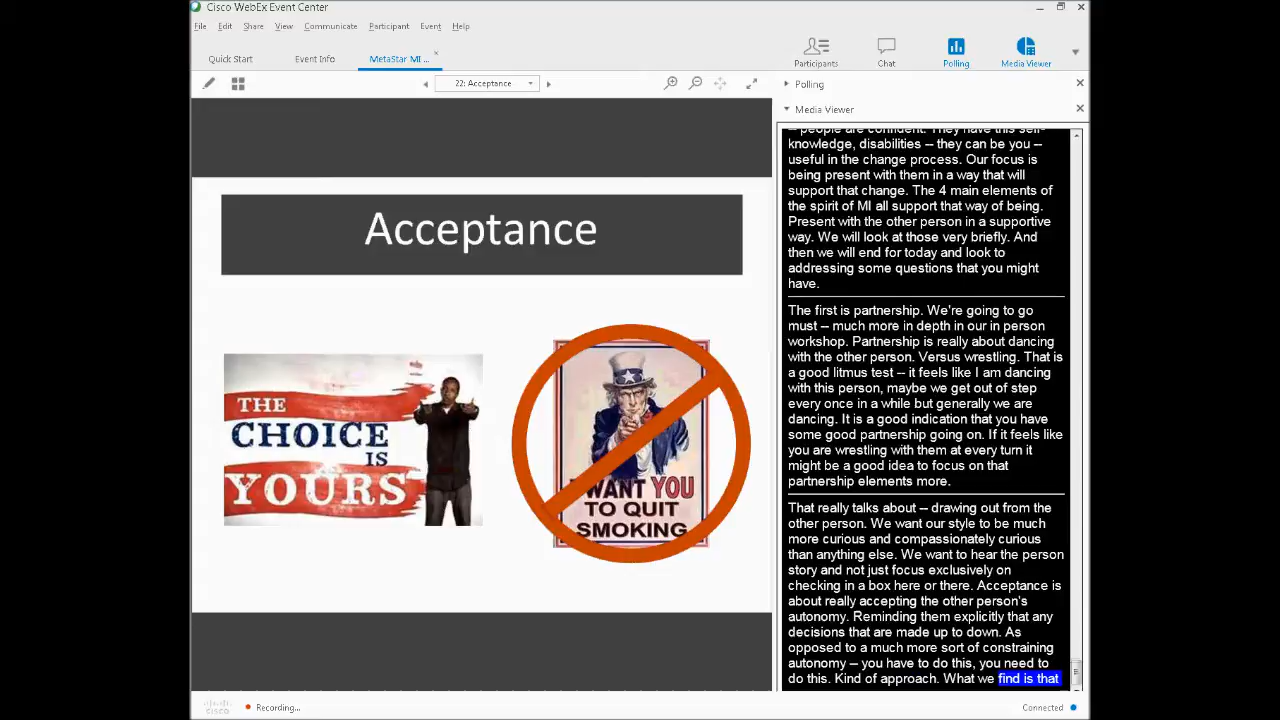 Cisco WebEx Event Center
File Edit Share View Communicate Participant Event Help
Quick Start Event Info MetaStar MI ...
Participants Chat Polling Media Viewer
22: Acceptance
Polling
Media Viewer
Acceptance
THE
CHOICE
IS
YOURS
I WANT YOU
TO QUIT
SMOKING
-- people are confident. They have this self-
knowledge, disabilities -- they can be you --
useful in the change process. Our focus is
being present with them in a way that will
support that change. The 4 main elements of
the spirit of MI all support that way of being.
Present with the other person in a supportive
way. We will look at those very briefly. And
then we will end for today and look to
addressing some questions that you might
have.
The first is partnership. We're going to go
must -- much more in depth in our in person
workshop. Partnership is really about dancing
with the other person. Versus wrestling. That is
a good litmus test -- it feels like I am dancing
with this person, maybe we get out of step
every once in a while but generally we are
dancing. It is a good indication that you have
some good partnership going on. If it feels like
you are wrestling with them at every turn it
might be a good idea to focus on that
partnership elements more.
That really talks about -- drawing out from the
other person. We want our style to be much
more curious and compassionately curious
than anything else. We want to hear the person
story and not just focus exclusively on
checking in a box here or there. Acceptance is
about really accepting the other person's
autonomy. Reminding them explicitly that any
decisions that are made up to down. As
opposed to a much more sort of constraining
autonomy -- you have to do this, you need to
do this. Kind of approach. What we find is that
cisco Recording... Connected